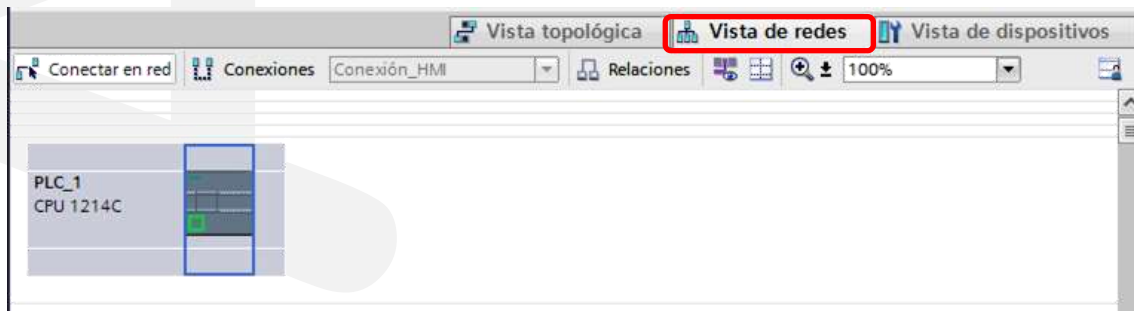 Vista topológica Vista de redes Vista de dispositivos
Conectar en red Conexiones Conexión_HMI Relaciones 100%
PLC_1
CPU 1214C